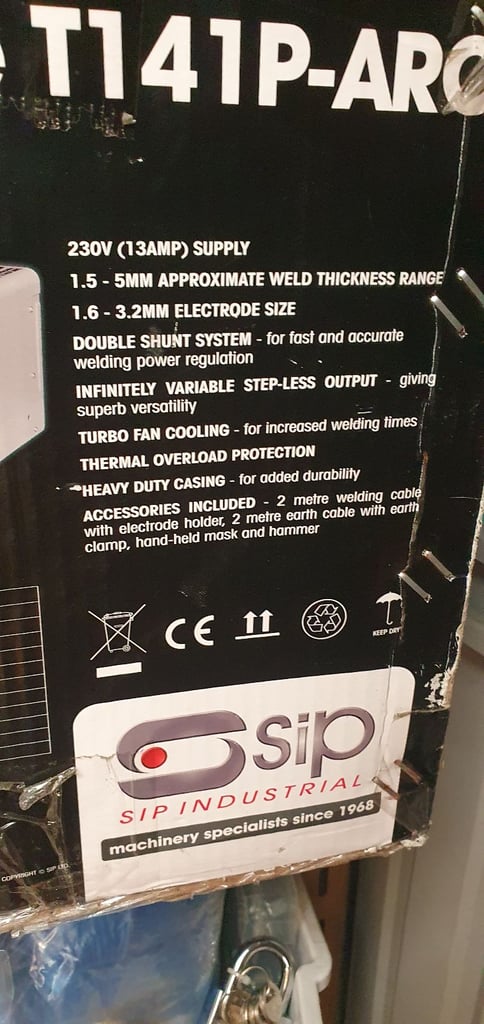 T141P-ARC
230V (13AMP) SUPPLY
1.5 - 5MM APPROXIMATE WELD THICKNESS RANGE
1.6 - 3.2MM ELECTRODE SIZE
DOUBLE SHUNT SYSTEM - for fast and accurate
welding power regulation
INFINITELY VARIABLE STEP-LESS OUTPUT - giving
superb versatility
TURBO FAN COOLING - for increased welding times
THERMAL OVERLOAD PROTECTION
HEAVY DUTY CASING - for added durability
ACCESSORIES INCLUDED - 2 metre welding cable
with electrode holder, 2 metre earth cable with earth
clamp, hand-held mask and hammer
CE
KEEP DRY
sip
SIP INDUSTRIAL
machinery specialists since 1968
COPYRIGHT © SIP LTD.